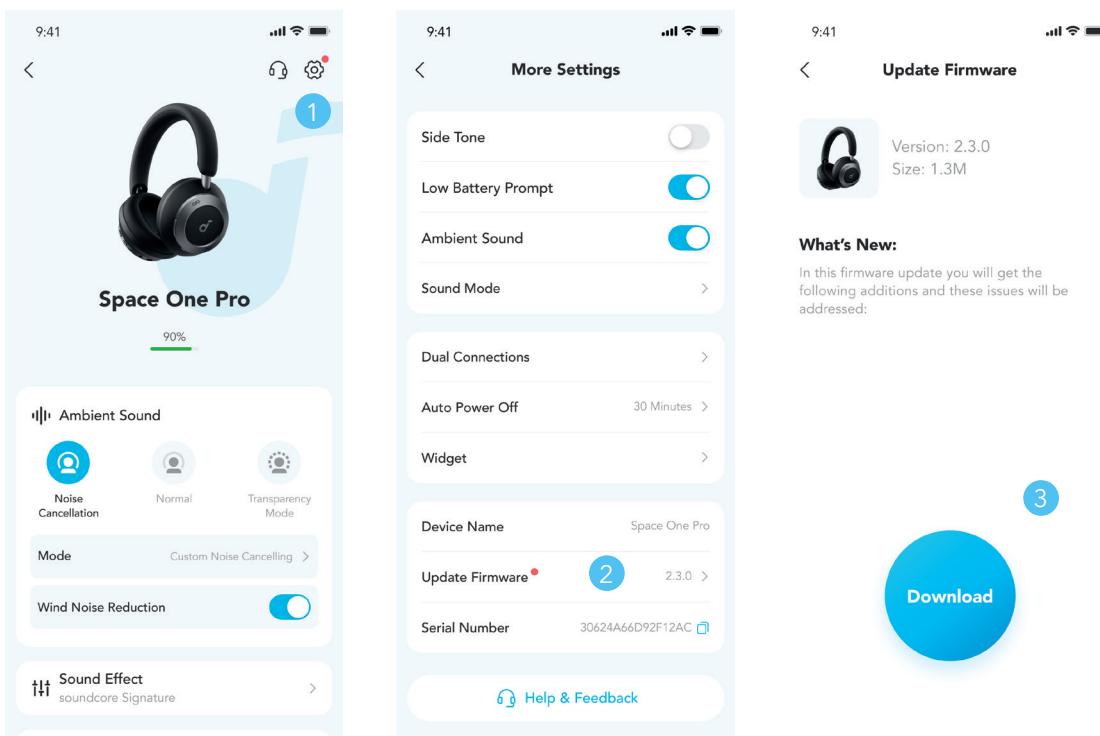 9:41
1
Space One Pro
90%
Ambient Sound
Noise
Cancellation
Normal
Transparency
Mode
Mode Custom Noise Cancelling
Wind Noise Reduction
Sound Effect
soundcore Signature
9:41
More Settings
Side Tone
Low Battery Prompt
Ambient Sound
Sound Mode
Dual Connections
Auto Power Off 30 Minutes
Widget
Device Name Space One Pro
Update Firmware 2 2.3.0
Serial Number 30624A66D92F12AC
Help & Feedback
9:41
Update Firmware
Version: 2.3.0
Size: 1.3M
What's New:
In this firmware update you will get the
following additions and these issues will be
addressed:
3
Download